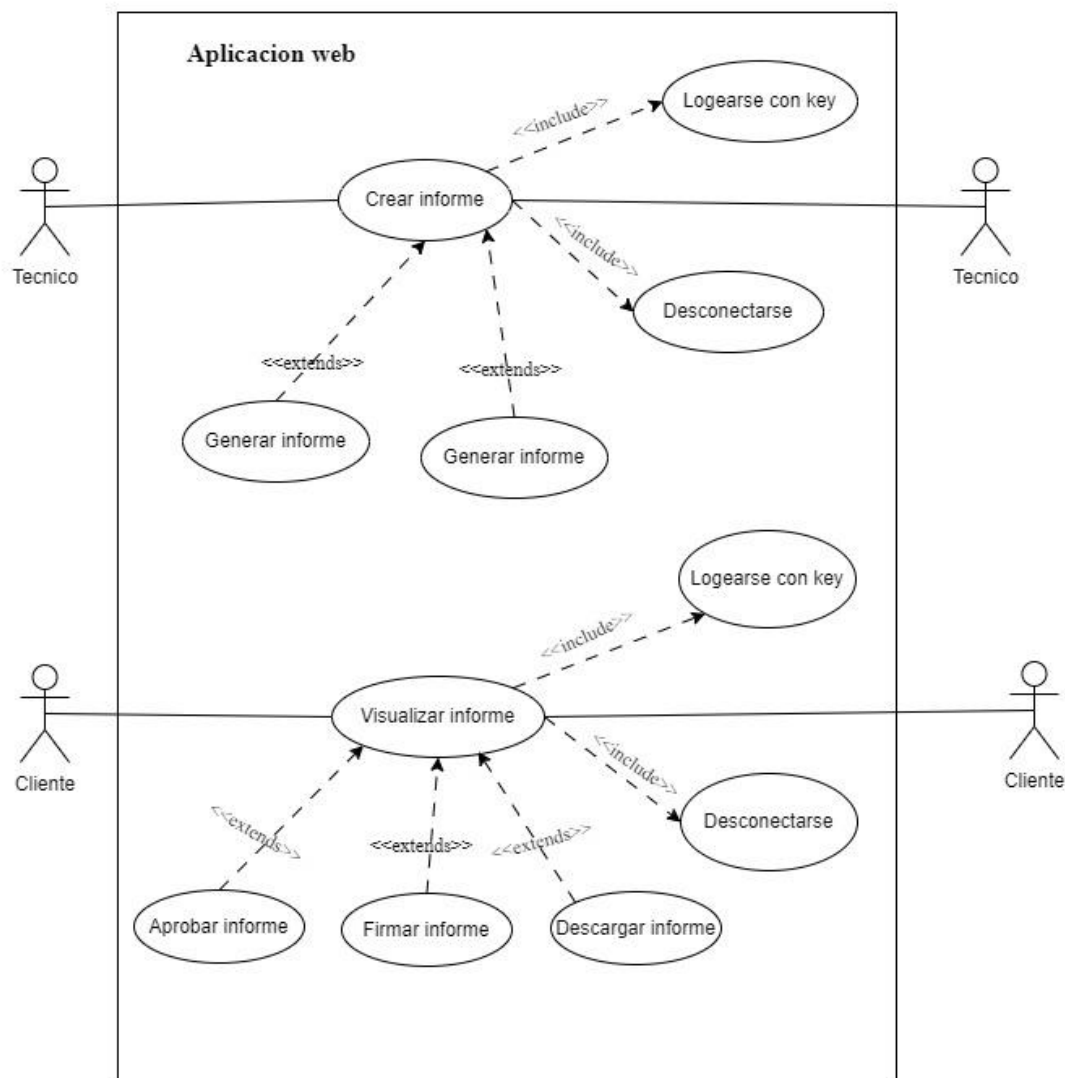 Aplicacion web
Logearse con key
<<include>>
Crear informe
<<include>>
Tecnico
Tecnico
Desconectarse
<<extends>>
<<extends>>
Generar informe
Generar informe
Logearse con key
<<include>>
Visualizar informe
<<include>>
Cliente
Cliente
Desconectarse
<<extends>>
<<extends>>
<<extends>>
Aprobar informe
Firmar informe
Descargar informe